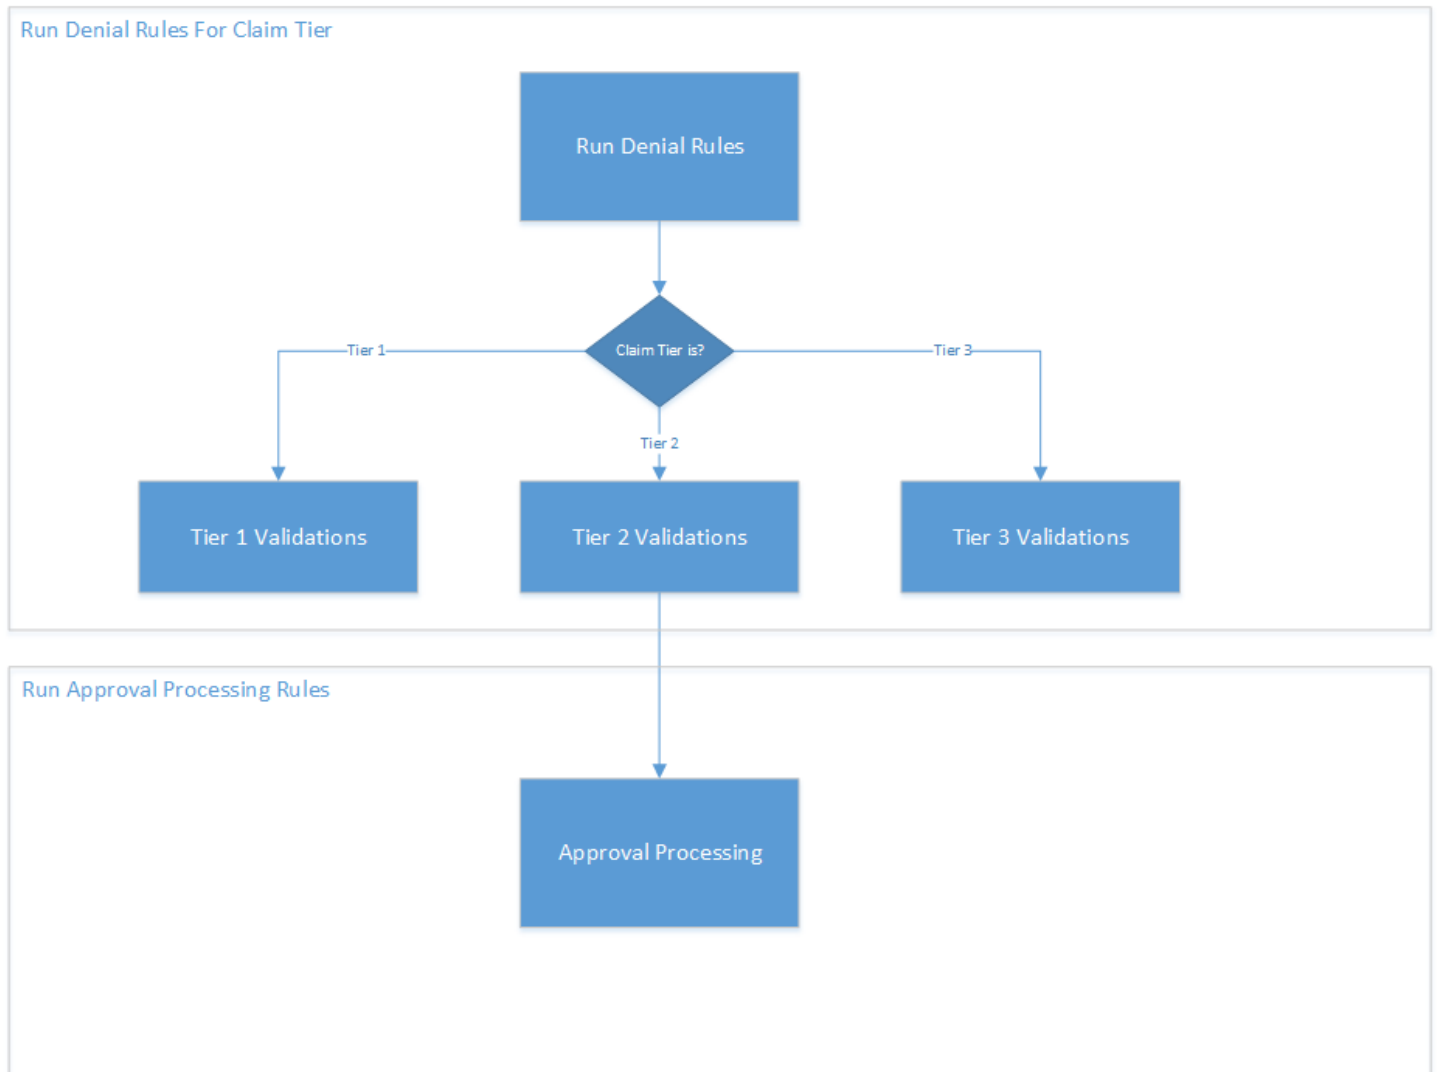 Run Denial Rules For Claim Tier
Run Denial Rules
Claim Tier is?
Tier 1
Tier 3
Tier 2
Tier 1 Validations
Tier 2 Validations
Tier 3 Validations
Run Approval Processing Rules
Approval Processing